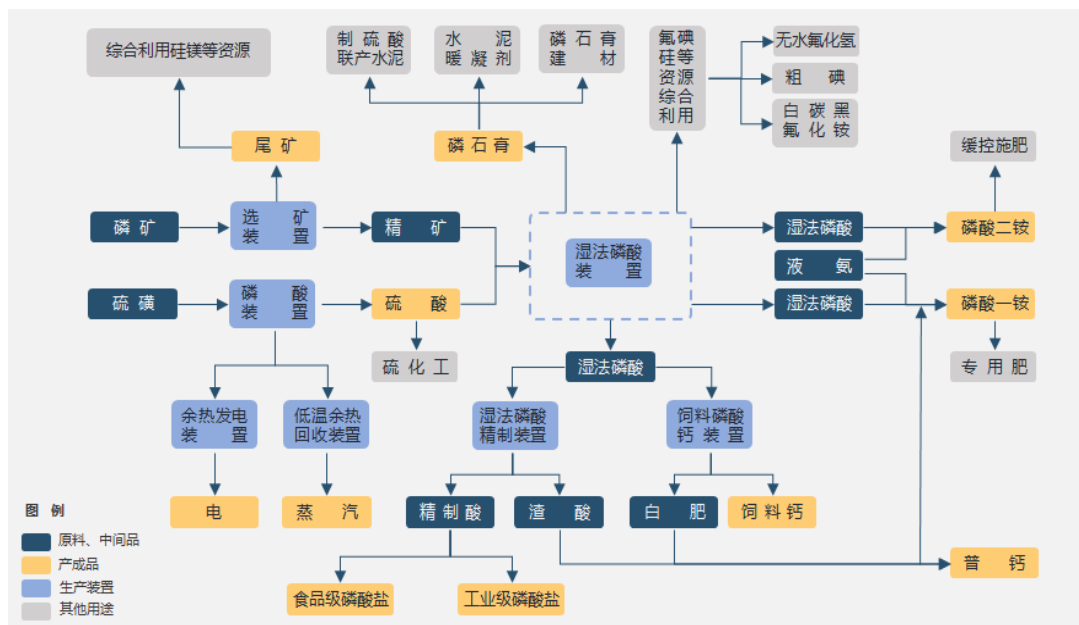 综合利用硅镁等资源
制硫酸
联产水泥
水泥
暖凝剂
磷石膏
建材
氟碘
硅等
资源
综合
利用
无水氟化氢
粗碘
白碳黑
氟化铵
尾矿
磷石膏
缓控施肥
磷矿
选矿
装置
精矿
湿法磷酸
装置
湿法磷酸
磷酸二铵
液氨
硫磺
磷酸
装置
硫酸
湿法磷酸
磷酸一铵
硫化工
湿法磷酸
专用肥
余热发电
装置
低温余热
回收装置
湿法磷酸
精制装置
饲料磷酸
钙装置
电
蒸汽
精制酸
渣酸
白肥
饲料钙
普钙
食品级磷酸盐
工业级磷酸盐
图例
原料、中间品
产成品
生产装置
其他用途